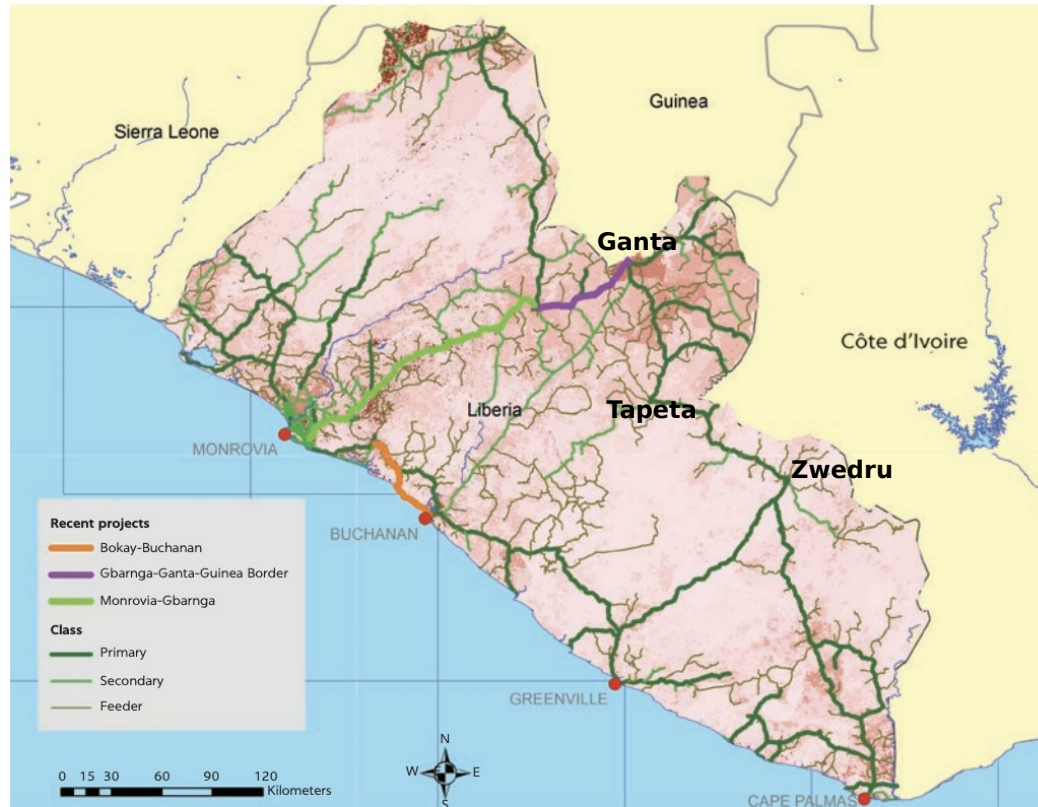 Guinea
Sierra Leone
Ganta
Côte d'Ivoire
Liberia
Tapeta
MONROVIA
Zwedru
BUCHANAN
GREENVILLE
CAPE PALMAS
Recent projects
Bokay-Buchanan
Gbarnga-Ganta-Guinea Border
Monrovia-Gbarnga
Class
Primary
Secondary
Feeder
0 15 30 60 90 120
Kilometers
N
W E
S